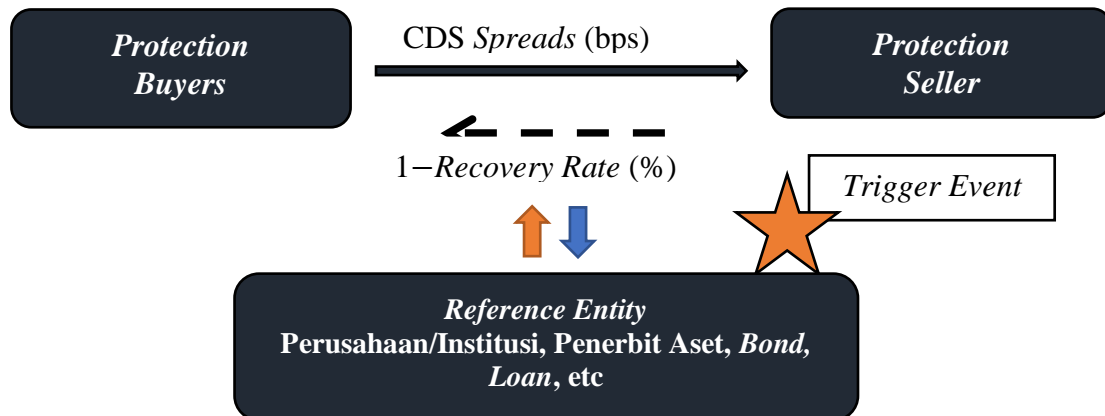 Protection
Buyers
CDS Spreads (bps)
Protection
Seller
1−Recovery Rate (%)
Trigger Event
Reference Entity
Perusahaan/Institusi, Penerbit Aset, Bond,
Loan, etc